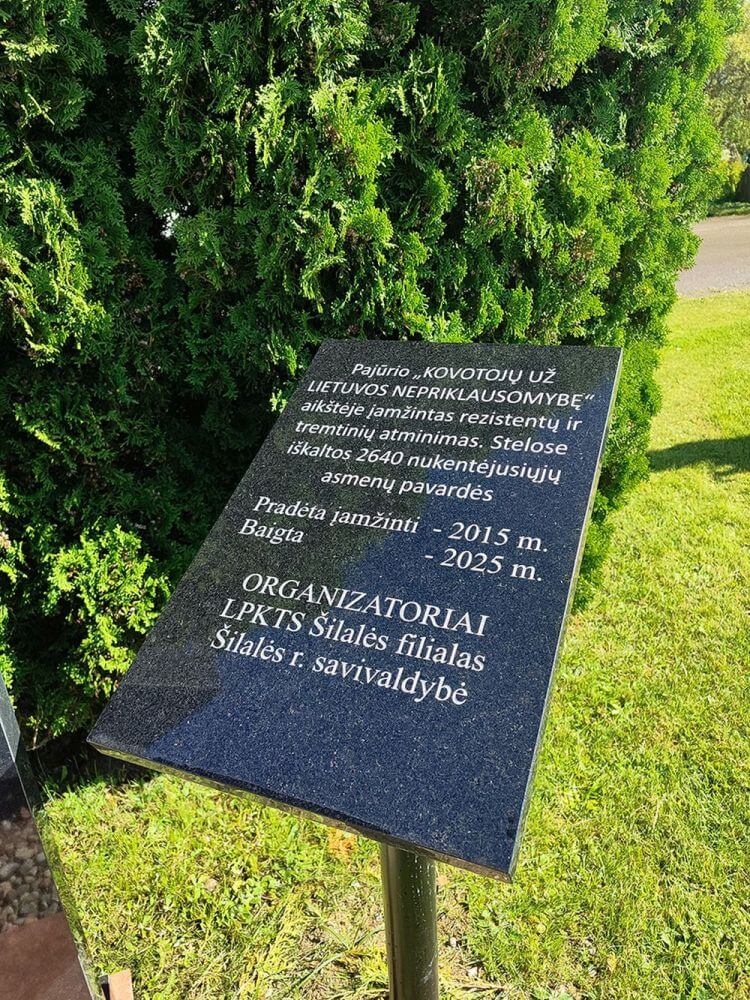 Pajūrio „KOVOTOJŲ UŽ
LIETUVOS NEPRIKLAUSOMYBĘ“
aikštėje įamžintas rezistentų ir
tremtinių atminimas. Stelose
iškaltos 2640 nukentėjusiųjų
asmenų pavardės
Pradėta įamžinti - 2015 m.
Baigta - 2025 m.
ORGANIZATORIAI
LPKTS Šilalės filialas
Šilalės r. savivaldybė